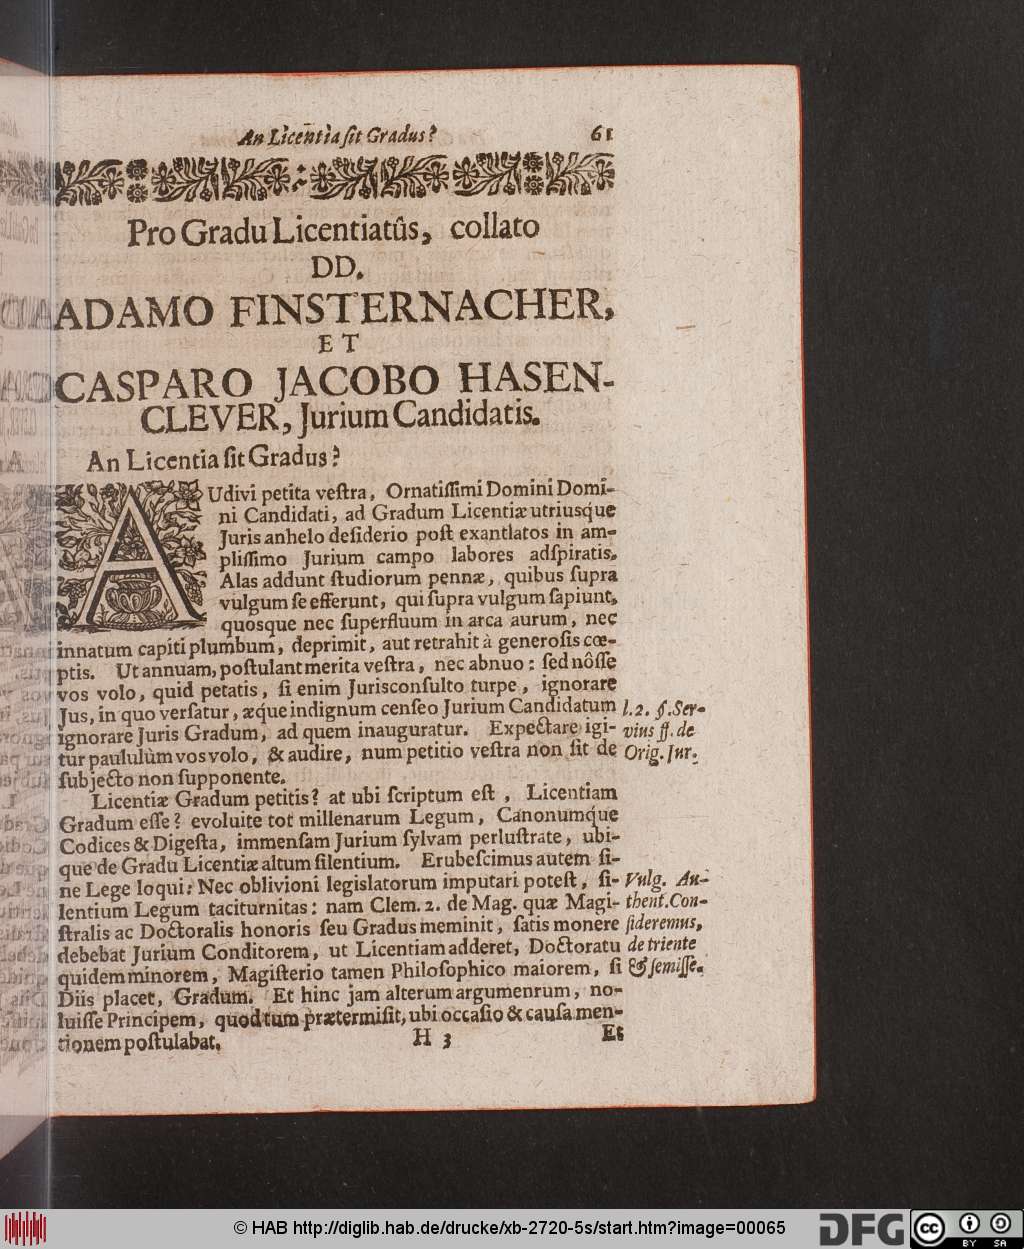 An Licentia ſit Gradus? 61
Pro Gradu Licentiatûs, collato
DD.
ADAMO FINSTERNACHER,
ET
CASPARO JACOBO HASEN-
CLEVER, Jurium Candidatis.
An Licentia ſit Gradus?
AUdivi petita veſtra, Ornatiſſimi Domini Domi-
ni Candidati, ad Gradum Licentiæ utriusque
Juris anhelo deſiderio poſt exantlatos in am-
pliſſimo Jurium campo labores adſpiratis.
Alas addunt ſtudiorum pennæ, quibus ſupra
vulgum ſe efferunt, qui ſupra vulgum ſapiunt,
quosque nec ſuperfluum in arca aurum, nec
innatum capiti plumbum, deprimit, aut retrahit à generoſis cœ-
ptis. Ut annuam, poſtulant merita veſtra, nec abnuo: ſed nôſſe
vos volo, quid petatis, ſi enim Jurisconſulto turpe, ignorare
Jus, in quo verſatur, æque indignum cenſeo Jurium Candidatum
ignorare Juris Gradum, ad quem inauguratur. Expectare igi-
tur paululùm vos volo, & audire, num petitio veſtra non ſit de
ſubjecto non ſupponente.
l. 2. §. Ser-
vius ff. de
Orig. Jur.
Licentiæ Gradum petitis? at ubi ſcriptum eſt, Licentiam
Gradum eſſe? evoluite tot millenarum Legum, Canonumque
Codices & Digeſta, immenſam Jurium ſylvam perluſtrate, ubi-
que de Gradu Licentiæ altum ſilentium. Erubeſcimus autem ſi-
ne Lege loqui: Nec oblivioni legislatorum imputari poteſt, ſi-
lentium Legum taciturnitas: nam Clem. 2. de Mag. quæ Magi-
ſtralis ac Doctoralis honoris ſeu Gradus meminit, ſatis monere
debebat Jurium Conditorem, ut Licentiam adderet, Doctoratu
quidem minorem, Magiſterio tamen Philoſophico maiorem, ſi
Diis placet, Gradum. Et hinc jam alterum argumenrum, no-
luiſſe Principem, quod tum prætermiſit, ubi occaſio & cauſa men-
tionem poſtulabat.
Vulg. Au-
thent. Con-
ſideremus,
de triente
& ſemiſſe.
H 3 Et
© HAB http://diglib.hab.de/drucke/xb-2720-5s/start.htm?image=00065
DFG
cc BY SA